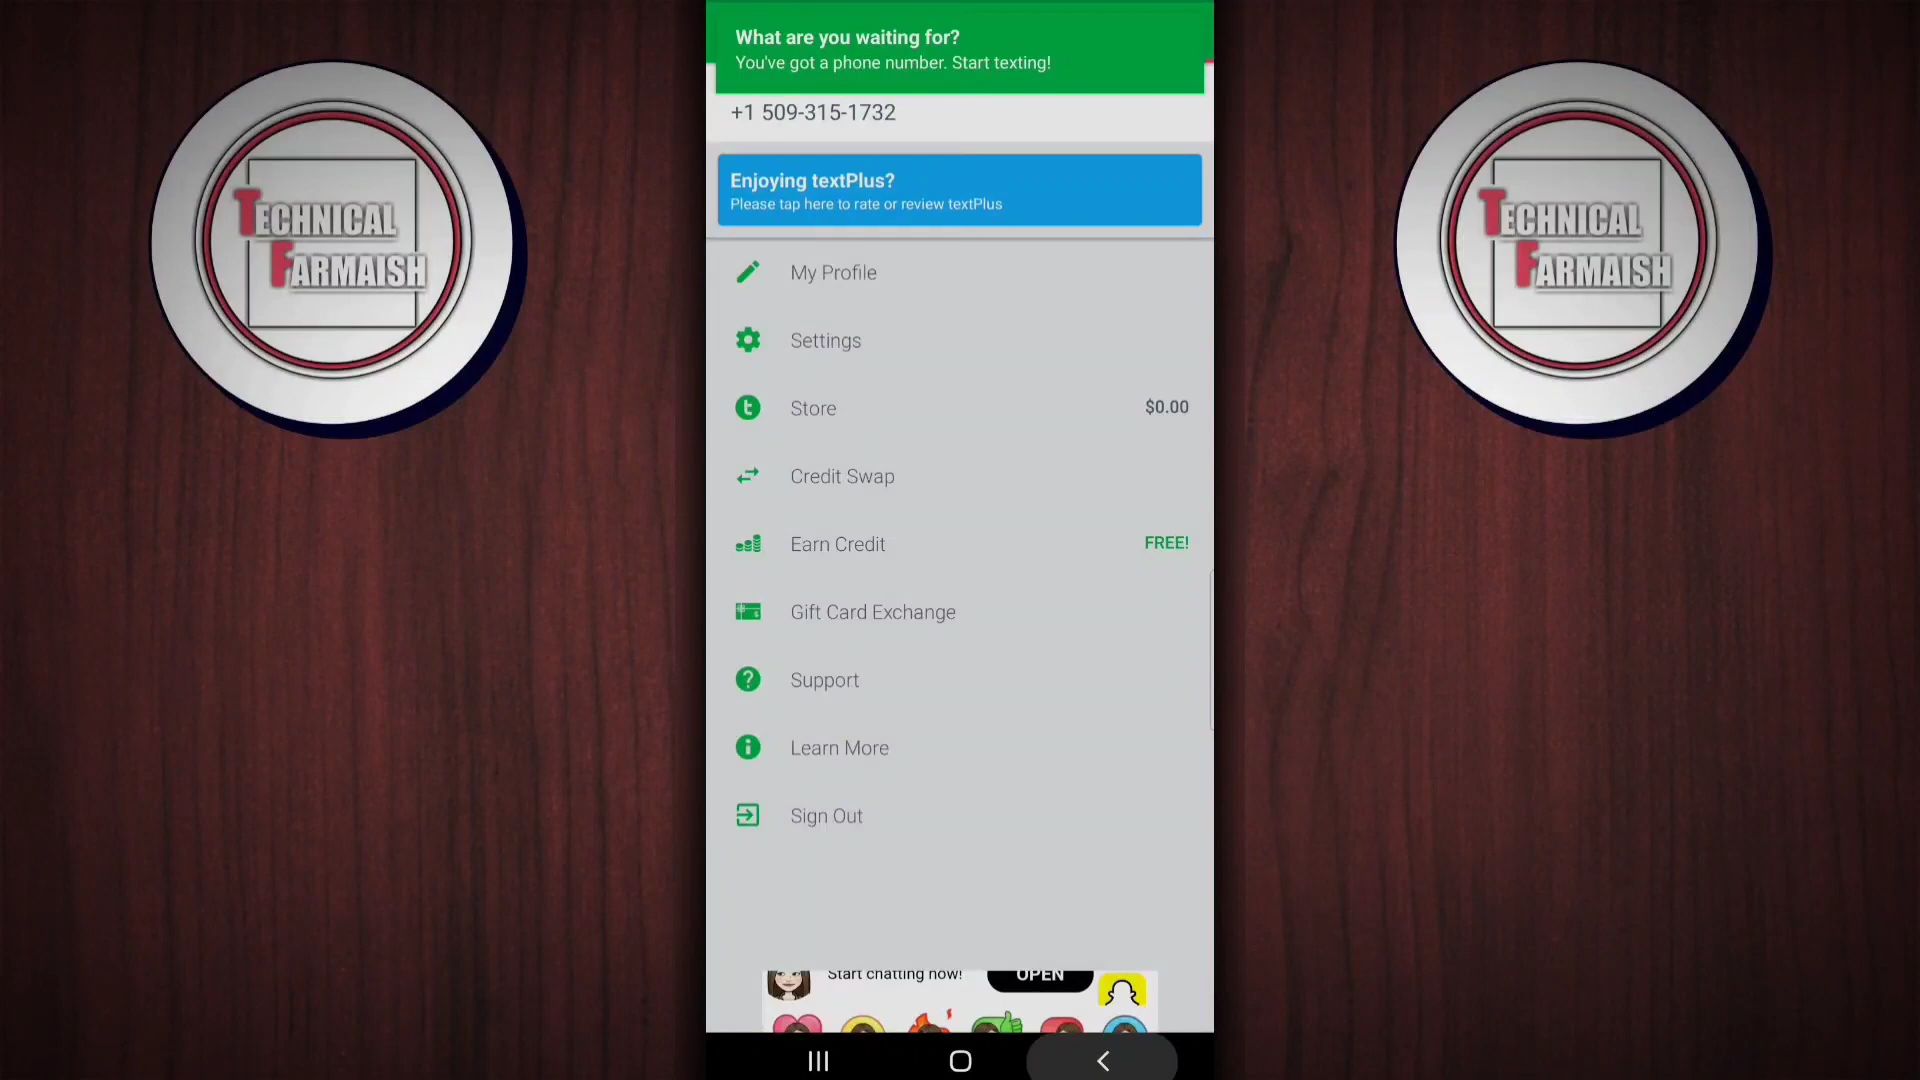 What are you waiting for?
You've got a phone number. Start texting!
+1 509-315-1732
Enjoying textPlus?
Please tap here to rate or review textPlus
My Profile
Settings
Store $0.00
Credit Swap
Earn Credit FREE!
Gift Card Exchange
Support
Learn More
Sign Out
Start chatting now! OPEN
TECHNICAL
FARMAISH
TECHNICAL
FARMAISH